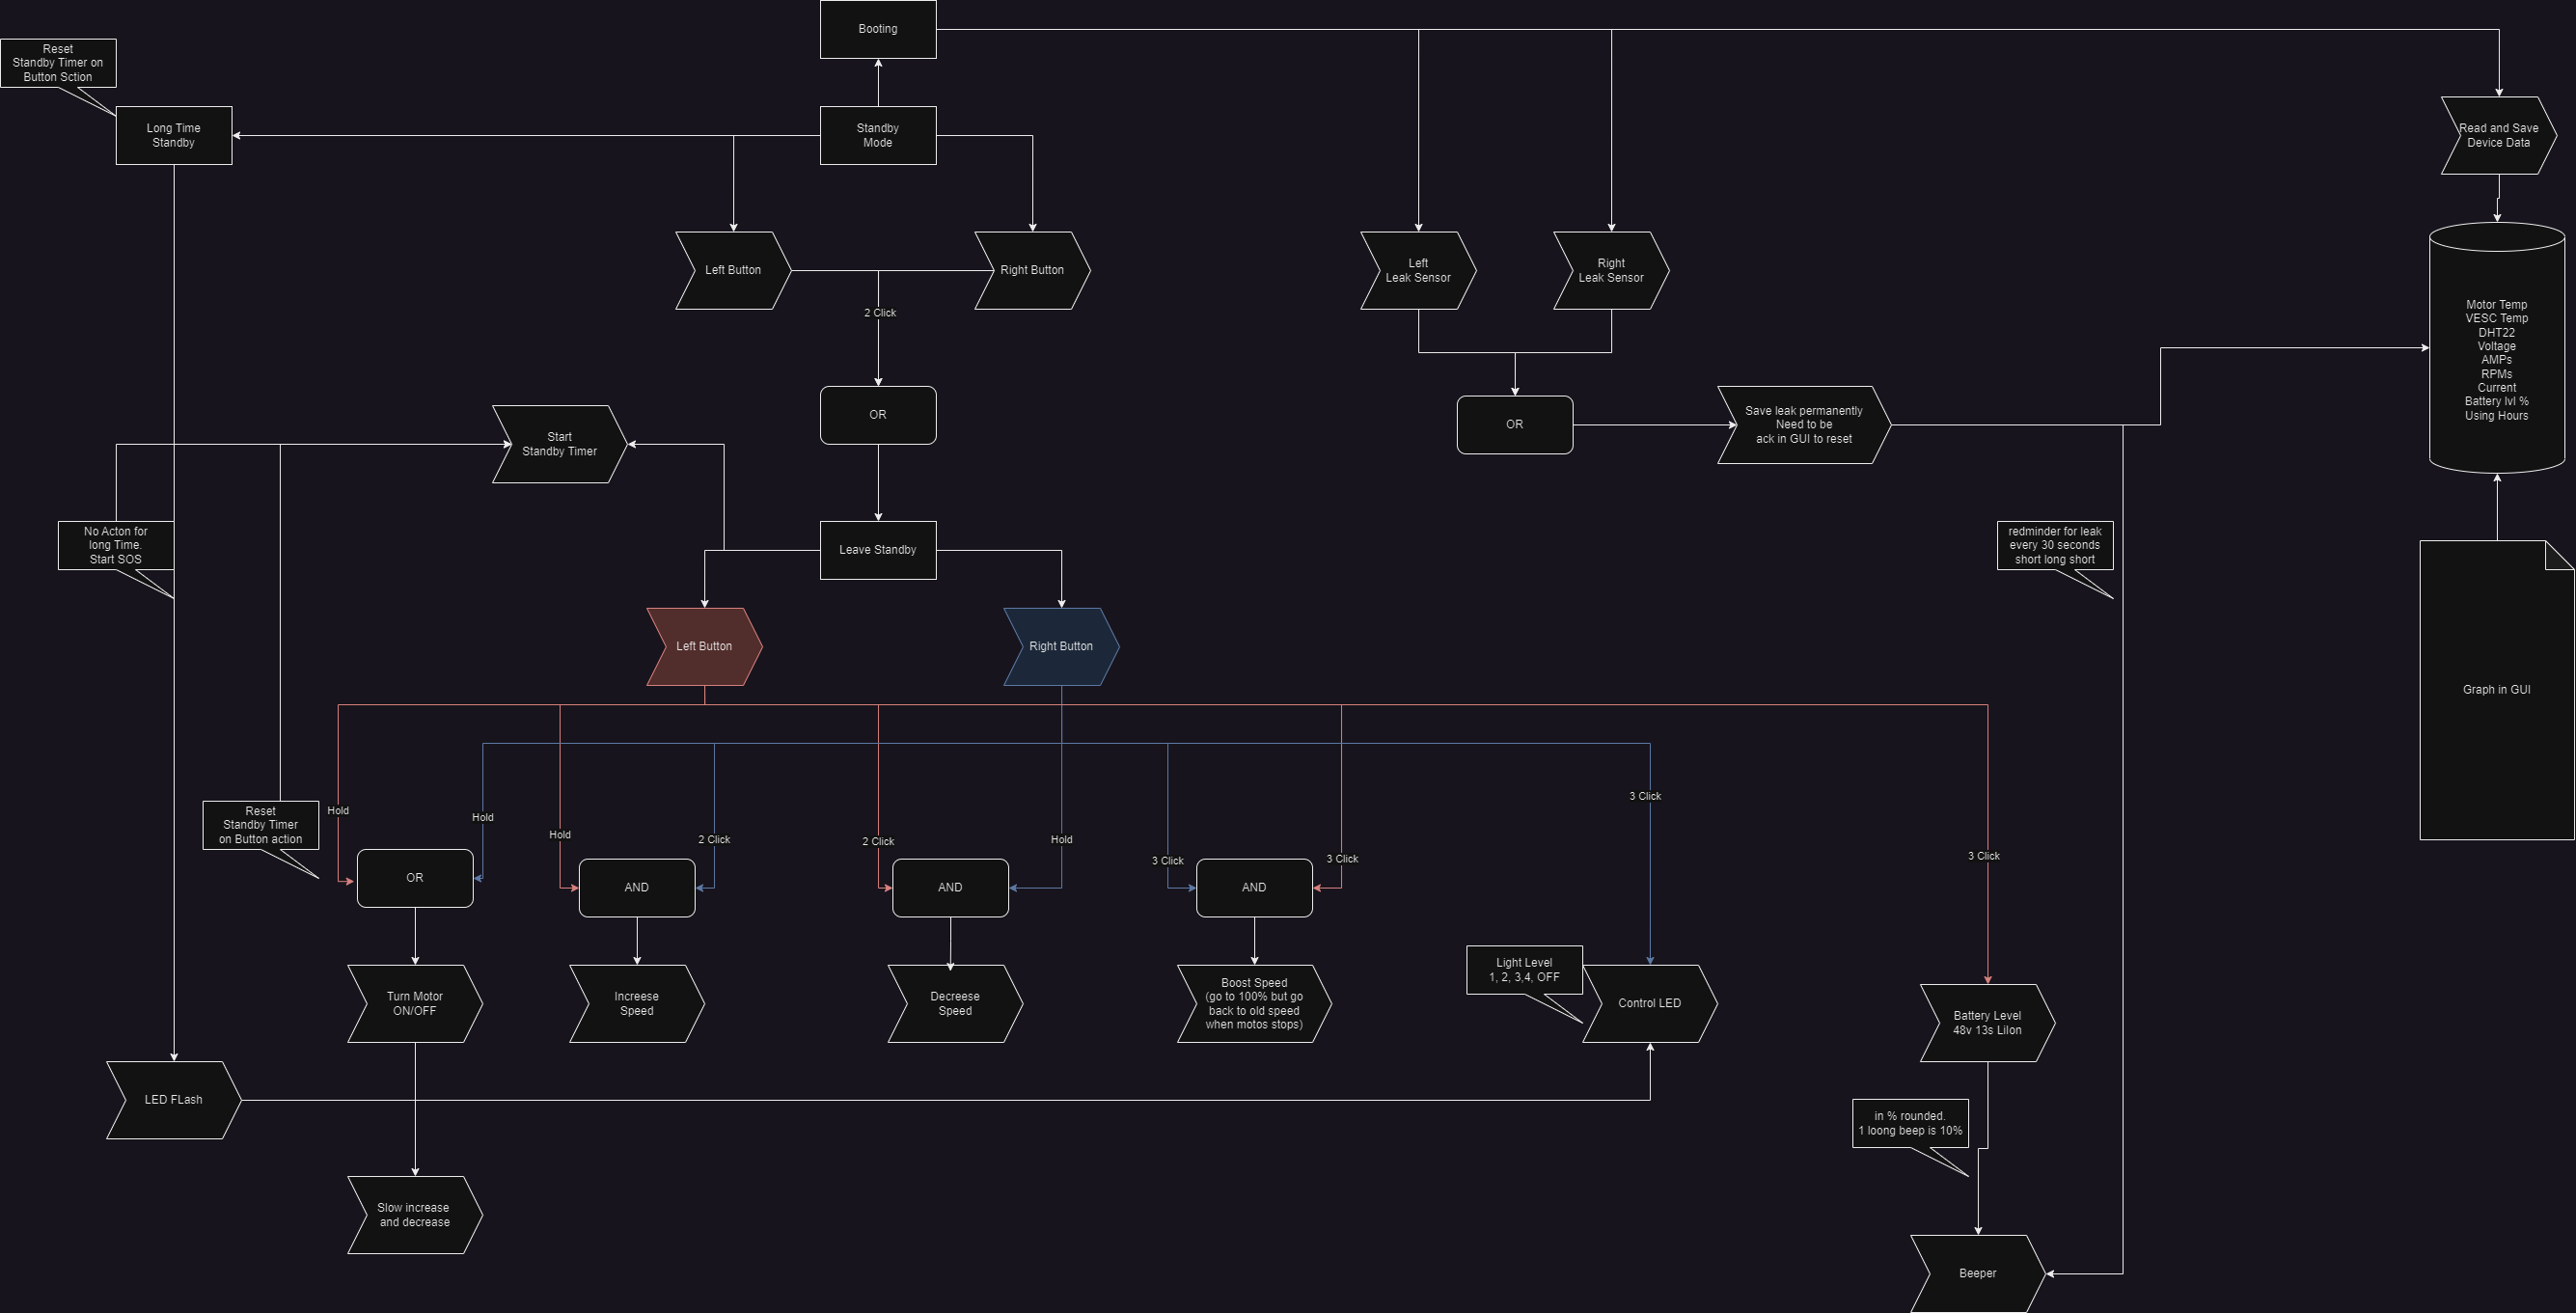 Booting
Reset
Standby Timer on
Button Sction
Long Time
Standby
Standby
Mode
Read and Save
Device Data
Left Button
Right Button
Left
Leak Sensor
Right
Leak Sensor
2 Click
Motor Temp
VESC Temp
DHT22
Voltage
AMPs
RPMs
Current
Battery lvl %
Using Hours
OR
Start
Standby Timer
OR
Save leak permanently
Need to be
ack in GUI to reset
No Acton for
long Time.
Start SOS
Leave Standby
redminder for leak
every 30 seconds
short long short
Left Button
Right Button
Graph in GUI
Reset
Standby Timer
on Button action
Hold
Hold
Hold
2 Click
2 Click
Hold
3 Click
3 Click
3 Click
3 Click
OR
AND
AND
AND
Turn Motor
ON/OFF
Increese
Speed
Decreese
Speed
Boost Speed
(go to 100% but go
back to old speed
when motos stops)
Light Level
1, 2, 3,4, OFF
Control LED
Battery Level
48v 13s LiIon
LED FLash
in % rounded.
1 loong beep is 10%
Slow increase
and decrease
Beeper